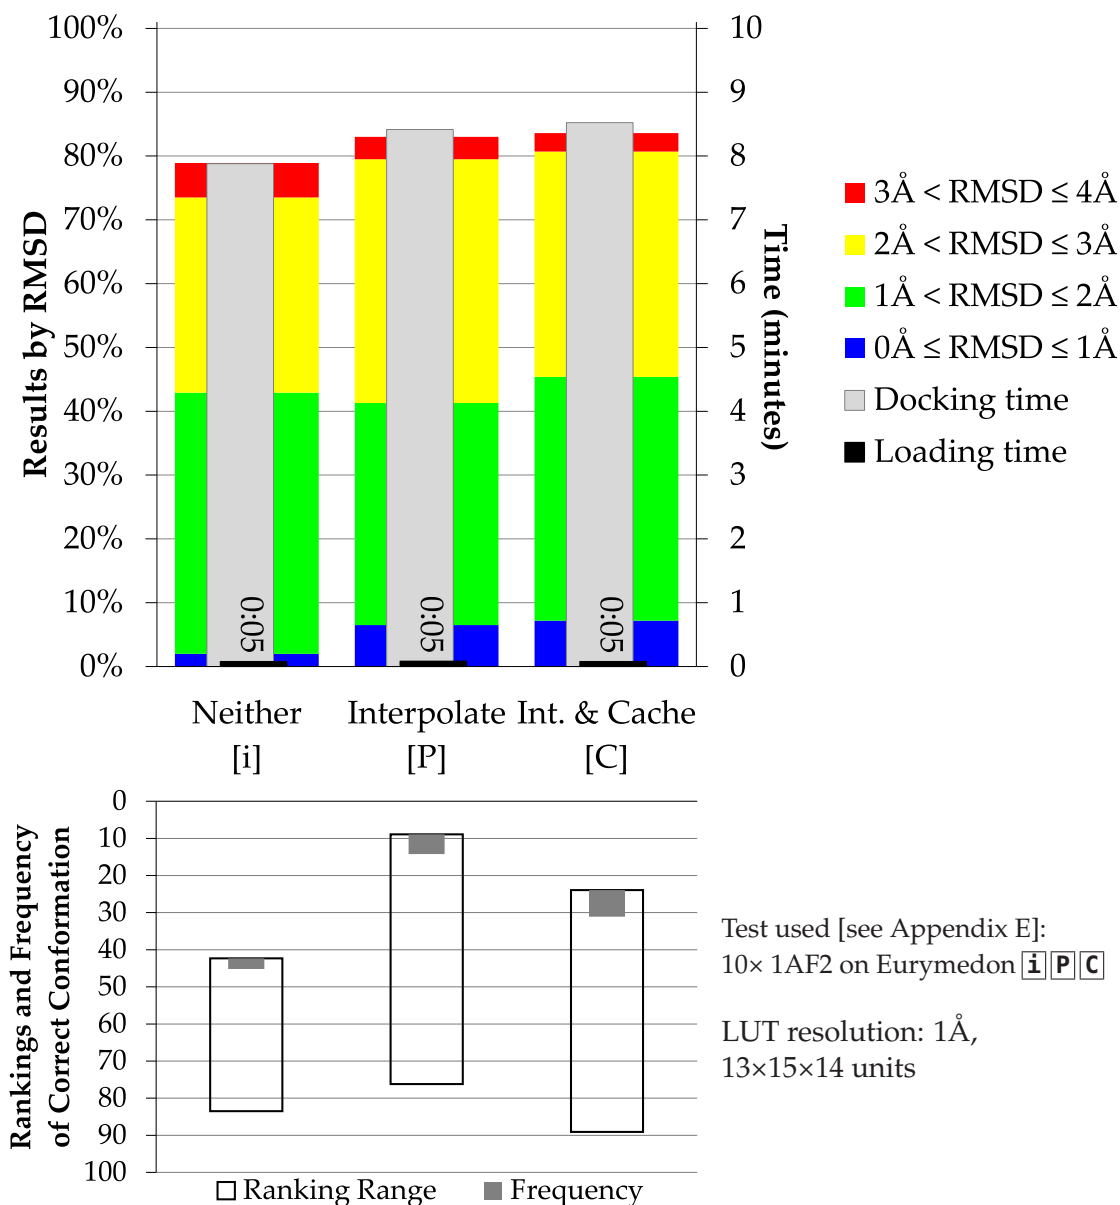 100%
90%
80%
70%
60%
50%
40%
30%
20%
10%
0%
Results by RMSD
10
9
8
7
6
5
4
3
2
1
0
Time (minutes)
0:05
0:05
0:05
Neither
[i]
Interpolate
[P]
Int. & Cache
[C]
3Å < RMSD ≤ 4Å
2Å < RMSD ≤ 3Å
1Å < RMSD ≤ 2Å
0Å ≤ RMSD ≤ 1Å
Docking time
Loading time
Rankings and Frequency
of Correct Conformation
0
10
20
30
40
50
60
70
80
90
100
Ranking Range
Frequency
Test used [see Appendix E]:
10× 1AF2 on Eurymedon i P C
LUT resolution: 1Å,
13×15×14 units